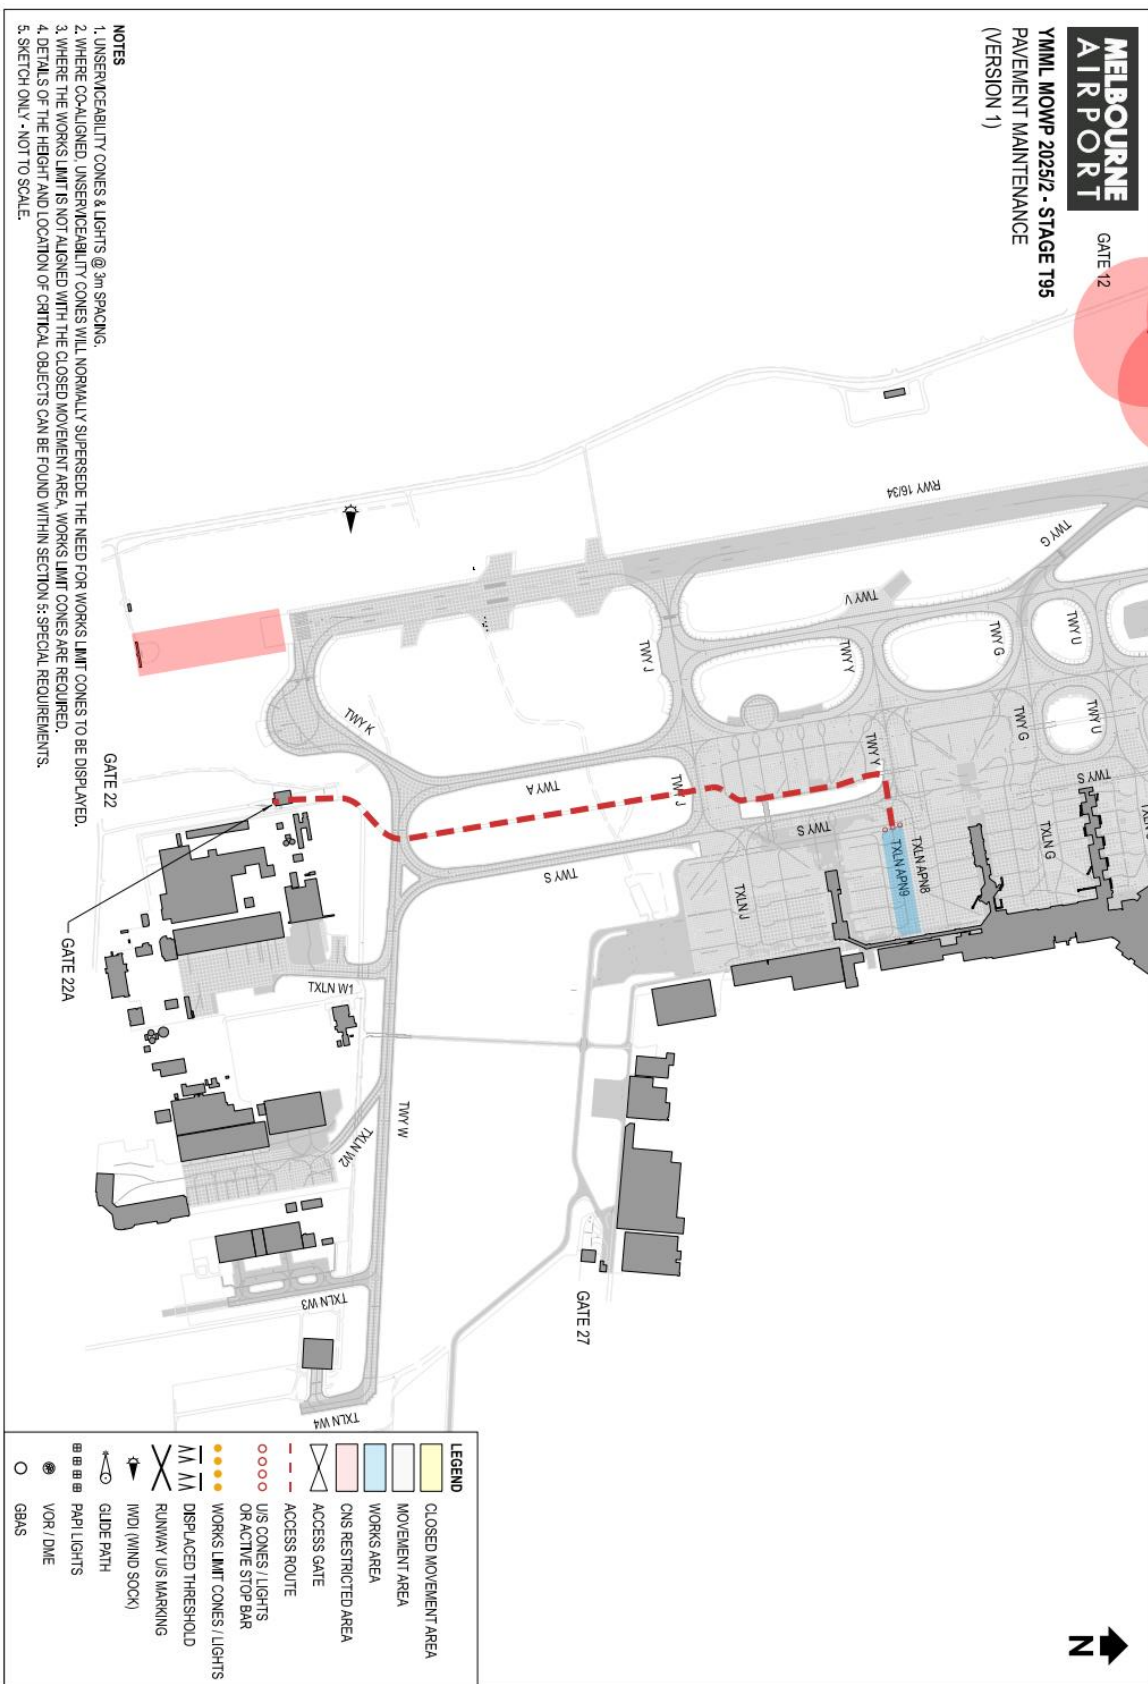 MELBOURNE
AIRPORT
YMML MOWP 2025/2 - STAGE T95
PAVEMENT MAINTENANCE
(VERSION 1)
GATE 12
RWY 16/34
TWY G
TWY V
TWY U
TWY G
TWY Y
TWY J
TWY U
TWY G
TWY Y
TWY K
TWY A
TWY J
TWY S
TWY S
TWY S
TXLN G
TXLN APN8
TXLN APN9
TXLN J
GATE 22
GATE 22A
TXLN W1
TWY W
TXLN W2
TXLN W3
TXLN W4
GATE 27
N
NOTES
1. UNSERVICEABILITY CONES & LIGHTS @ 3m SPACING.
2. WHERE CO-ALIGNED, UNSERVICEABILITY CONES WILL NORMALLY SUPERSEDE THE NEED FOR WORKS LIMIT CONES TO BE DISPLAYED.
3. WHERE THE WORKS LIMIT IS NOT ALIGNED WITH THE CLOSED MOVEMENT AREA, WORKS LIMIT CONES ARE REQUIRED.
4. DETAILS OF THE HEIGHT AND LOCATION OF CRITICAL OBJECTS CAN BE FOUND WITHIN SECTION 5: SPECIAL REQUIREMENTS.
5. SKETCH ONLY - NOT TO SCALE.
LEGEND
CLOSED MOVEMENT AREA
MOVEMENT AREA
WORKS AREA
CNS RESTRICTED AREA
ACCESS GATE
ACCESS ROUTE
U/S CONES / LIGHTS
OR ACTIVE STOP BAR
WORKS LIMIT CONES / LIGHTS
DISPLACED THRESHOLD
RUNWAY U/S MARKING
IWDI (WIND SOCK)
GLIDE PATH
PAPI LIGHTS
VOR / DME
GBAS